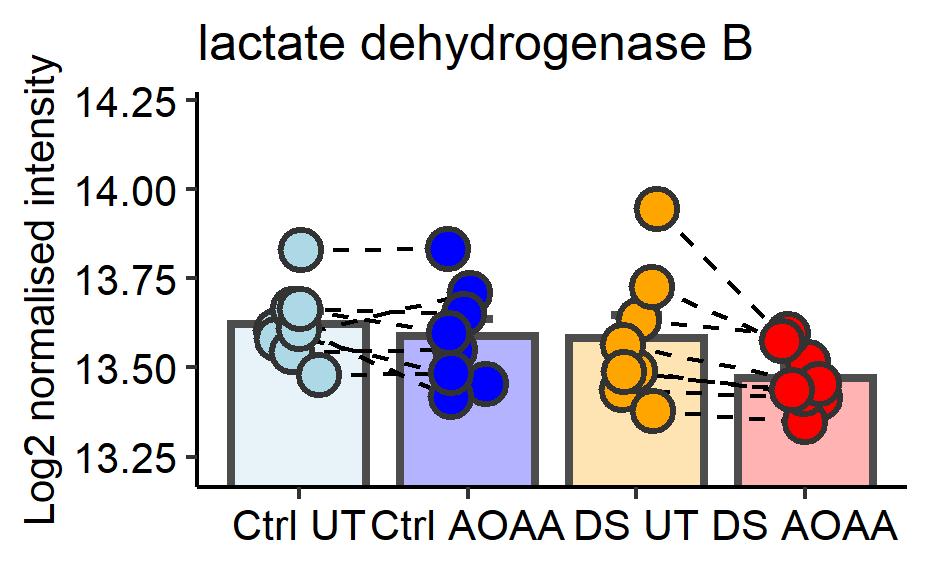 lactate dehydrogenase B
Log2 normalised intensity
14.25
14.00
13.75
13.50
13.25
Ctrl UT Ctrl AOAA DS UT DS AOAA